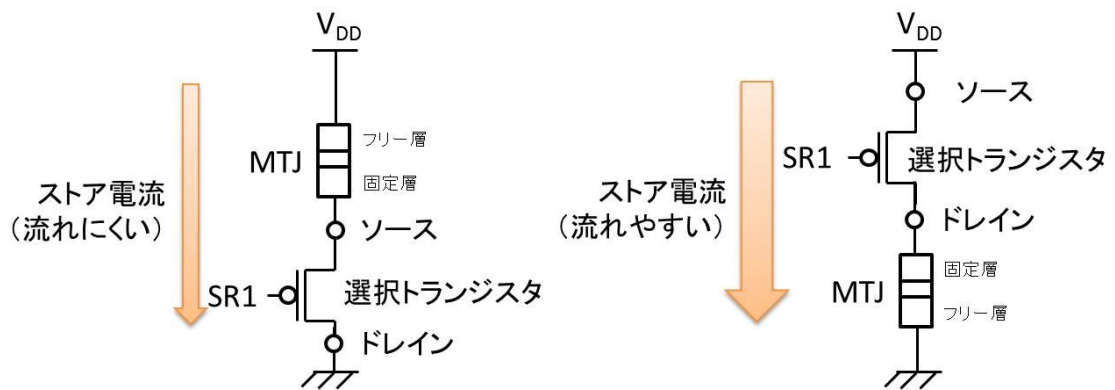 V_DD
フリー層
MTJ
固定層
ストア電流
(流れにくい)
ソース
SR1
選択トランジスタ
ドレイン
V_DD
ソース
SR1
選択トランジスタ
ストア電流
(流れやすい)
ドレイン
固定層
MTJ
フリー層